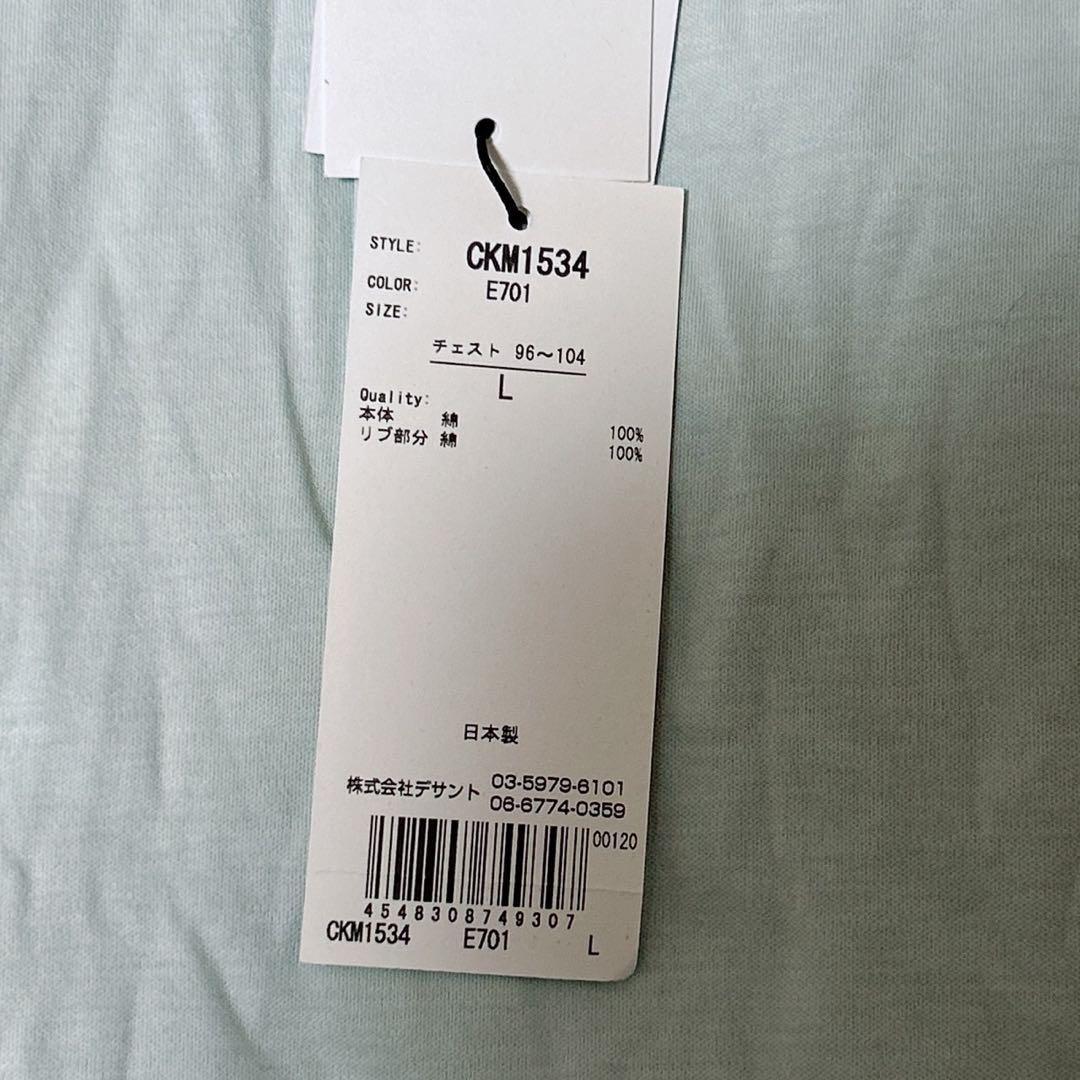 STYLE: CKM1534
COLOR: E701
SIZE:
チェスト 96～104
L
Quality:
本体 綿 100%
リブ部分 綿 100%
日本製
株式会社デサント 03-5979-6101
06-6774-0359
00120
4548308749307
CKM1534 E701 L